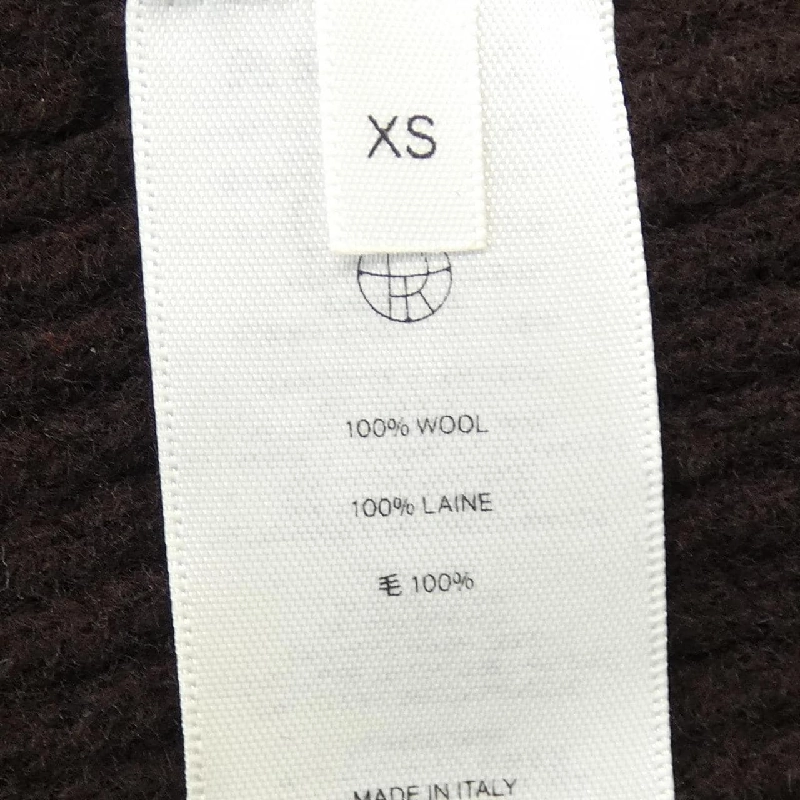 XS
100% WOOL
100% LAINE
毛 100%
MADE IN ITALY